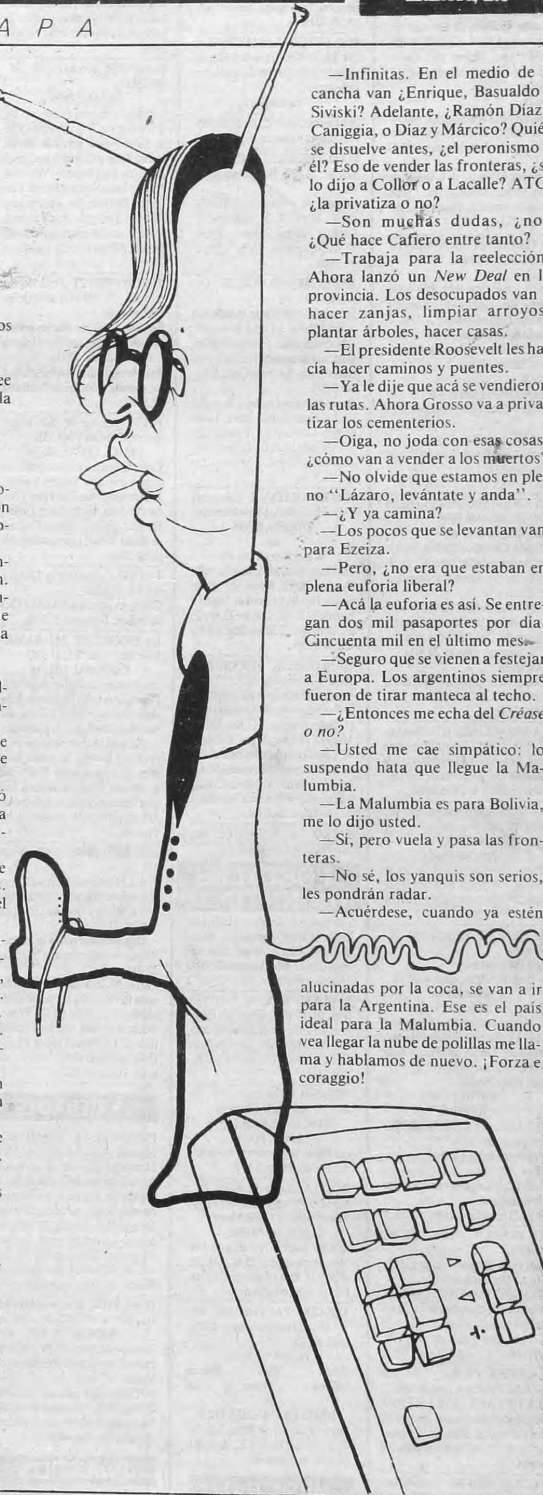 A P A
—Infinitas. En el medio de
cancha van ¿Enrique, Basualdo
Siviski? Adelante, ¿Ramón Díaz
Caniggia, o Díaz y Márcico? Quié
se disuelve antes, ¿el peronismo
él? Eso de vender las fronteras, ¿s
lo dijo a Collor o a Lacalle? ATC
¿la privatiza o no?
—Son muchas dudas, ¿no
¿Qué hace Cafiero entre tanto?
—Trabaja para la reelección
Ahora lanzó un New Deal en l
provincia. Los desocupados van
hacer zanjas, limpiar arroyos
plantar árboles, hacer casas.
—El presidente Roosevelt les ha
cía hacer caminos y puentes.
—Ya le dije que acá se vendieron
las rutas. Ahora Grosso va a priva
tizar los cementerios.
—Oiga, no joda con esas cosas
¿cómo van a vender a los muertos?
—No olvide que estamos en ple
no “Lázaro, levántate y anda”.
—¿Y ya camina?
—Los pocos que se levantan van
para Ezeiza.
—Pero, ¿no era que estaban en
plena euforia liberal?
—Acá la euforia es así. Se entre-
gan dos mil pasaportes por día.
Cincuenta mil en el último mes.
—Seguro que se vienen a festejar
a Europa. Los argentinos siempre
fueron de tirar manteca al techo.
—¿Entonces me echa del Créase
o no?
—Usted me cae simpático: lo
suspendo hata que llegue la Ma-
lumbia.
—La Malumbia es para Bolivia,
me lo dijo usted.
—Sí, pero vuela y pasa las fron-
teras.
—No sé, los yanquis son serios,
les pondrán radar.
—Acuérdese, cuando ya estén
alucinadas por la coca, se van a ir
para la Argentina. Ese es el país
ideal para la Malumbia. Cuando
vea llegar la nube de polillas me lla-
ma y hablamos de nuevo. ¡Forza e
coraggio!